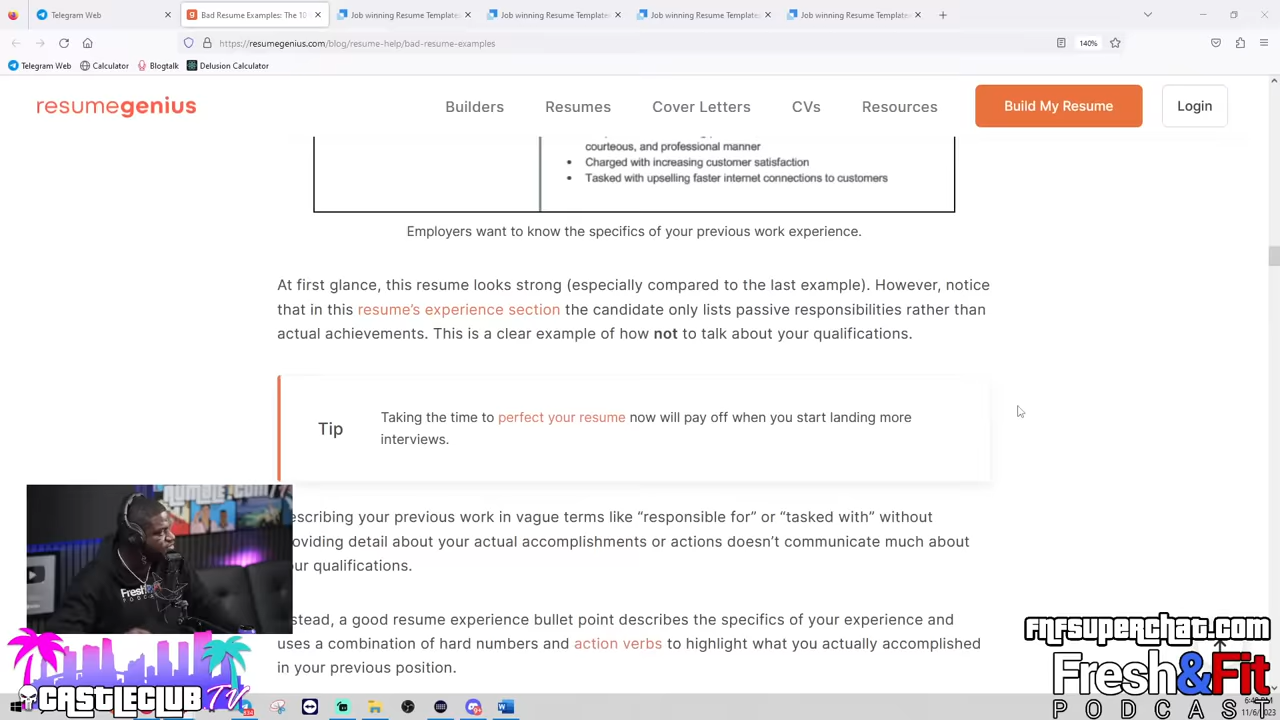 Telegram Web
Bad Resume Examples: The 10
Job winning Resume Template
Job winning Resume Template
Job winning Resume Template
Job winning Resume Template
https://resumegenius.com/blog/resume-help/bad-resume-examples
140%
Telegram Web
Calculator
Blogtalk
Delusion Calculator
resumegenius
Builders
Resumes
Cover Letters
CVs
Resources
Build My Resume
Login
courteous, and professional manner
• Charged with increasing customer satisfaction
• Tasked with upselling faster internet connections to customers
Employers want to know the specifics of your previous work experience.
At first glance, this resume looks strong (especially compared to the last example). However, notice
that in this resume’s experience section the candidate only lists passive responsibilities rather than
actual achievements. This is a clear example of how not to talk about your qualifications.
Tip
Taking the time to perfect your resume now will pay off when you start landing more
interviews.
escribing your previous work in vague terms like “responsible for” or “tasked with” without
oviding detail about your actual accomplishments or actions doesn’t communicate much about
ur qualifications.
stead, a good resume experience bullet point describes the specifics of your experience and
uses a combination of hard numbers and action verbs to highlight what you actually accomplished
in your previous position.
RUMBLE.COM/
Fresh&
PODCAST
CASTLECLUB TV
FNFSUPERCHAT.COM
Fresh&Fit
PODCAST
11/6/2023